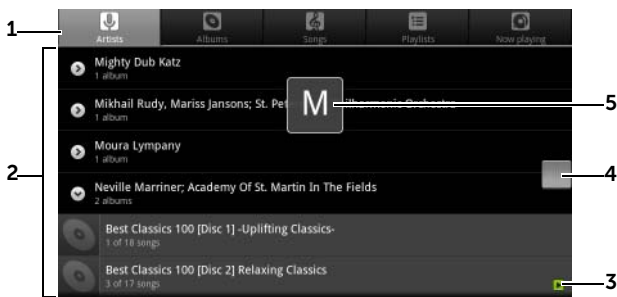 1
Artists
Albums
Songs
Playlists
Now playing
2
Mighty Dub Katz
1 album
Mikhail Rudy, Mariss Jansons; St. Pet
M
5
1 album
Moura Lympany
1 album
4
Neville Marriner; Academy Of St. Martin In The Fields
2 albums
Best Classics 100 [Disc 1] -Uplifting Classics-
1 of 18 songs
Best Classics 100 [Disc 2] Relaxing Classics
3 of 17 songs
3